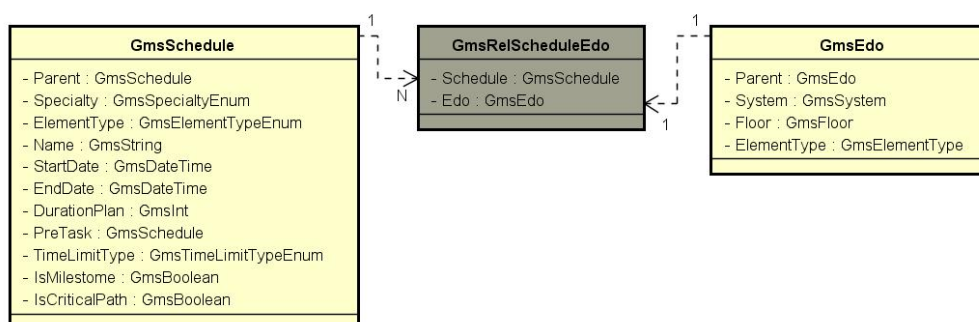 GmsSchedule
- Parent : GmsSchedule
- Specialty : GmsSpecialtyEnum
- ElementType : GmsElementTypeEnum
- Name : GmsString
- StartDate : GmsDateTime
- EndDate : GmsDateTime
- DurationPlan : GmsInt
- PreTask : GmsSchedule
- TimeLimitType : GmsTimeLimitTypeEnum
- IsMilestome : GmsBoolean
- IsCriticalPath : GmsBoolean
1
N
GmsRelScheduleEdo
- Schedule : GmsSchedule
- Edo : GmsEdo
1
1
GmsEdo
- Parent : GmsEdo
- System : GmsSystem
- Floor : GmsFloor
- ElementType : GmsElementType